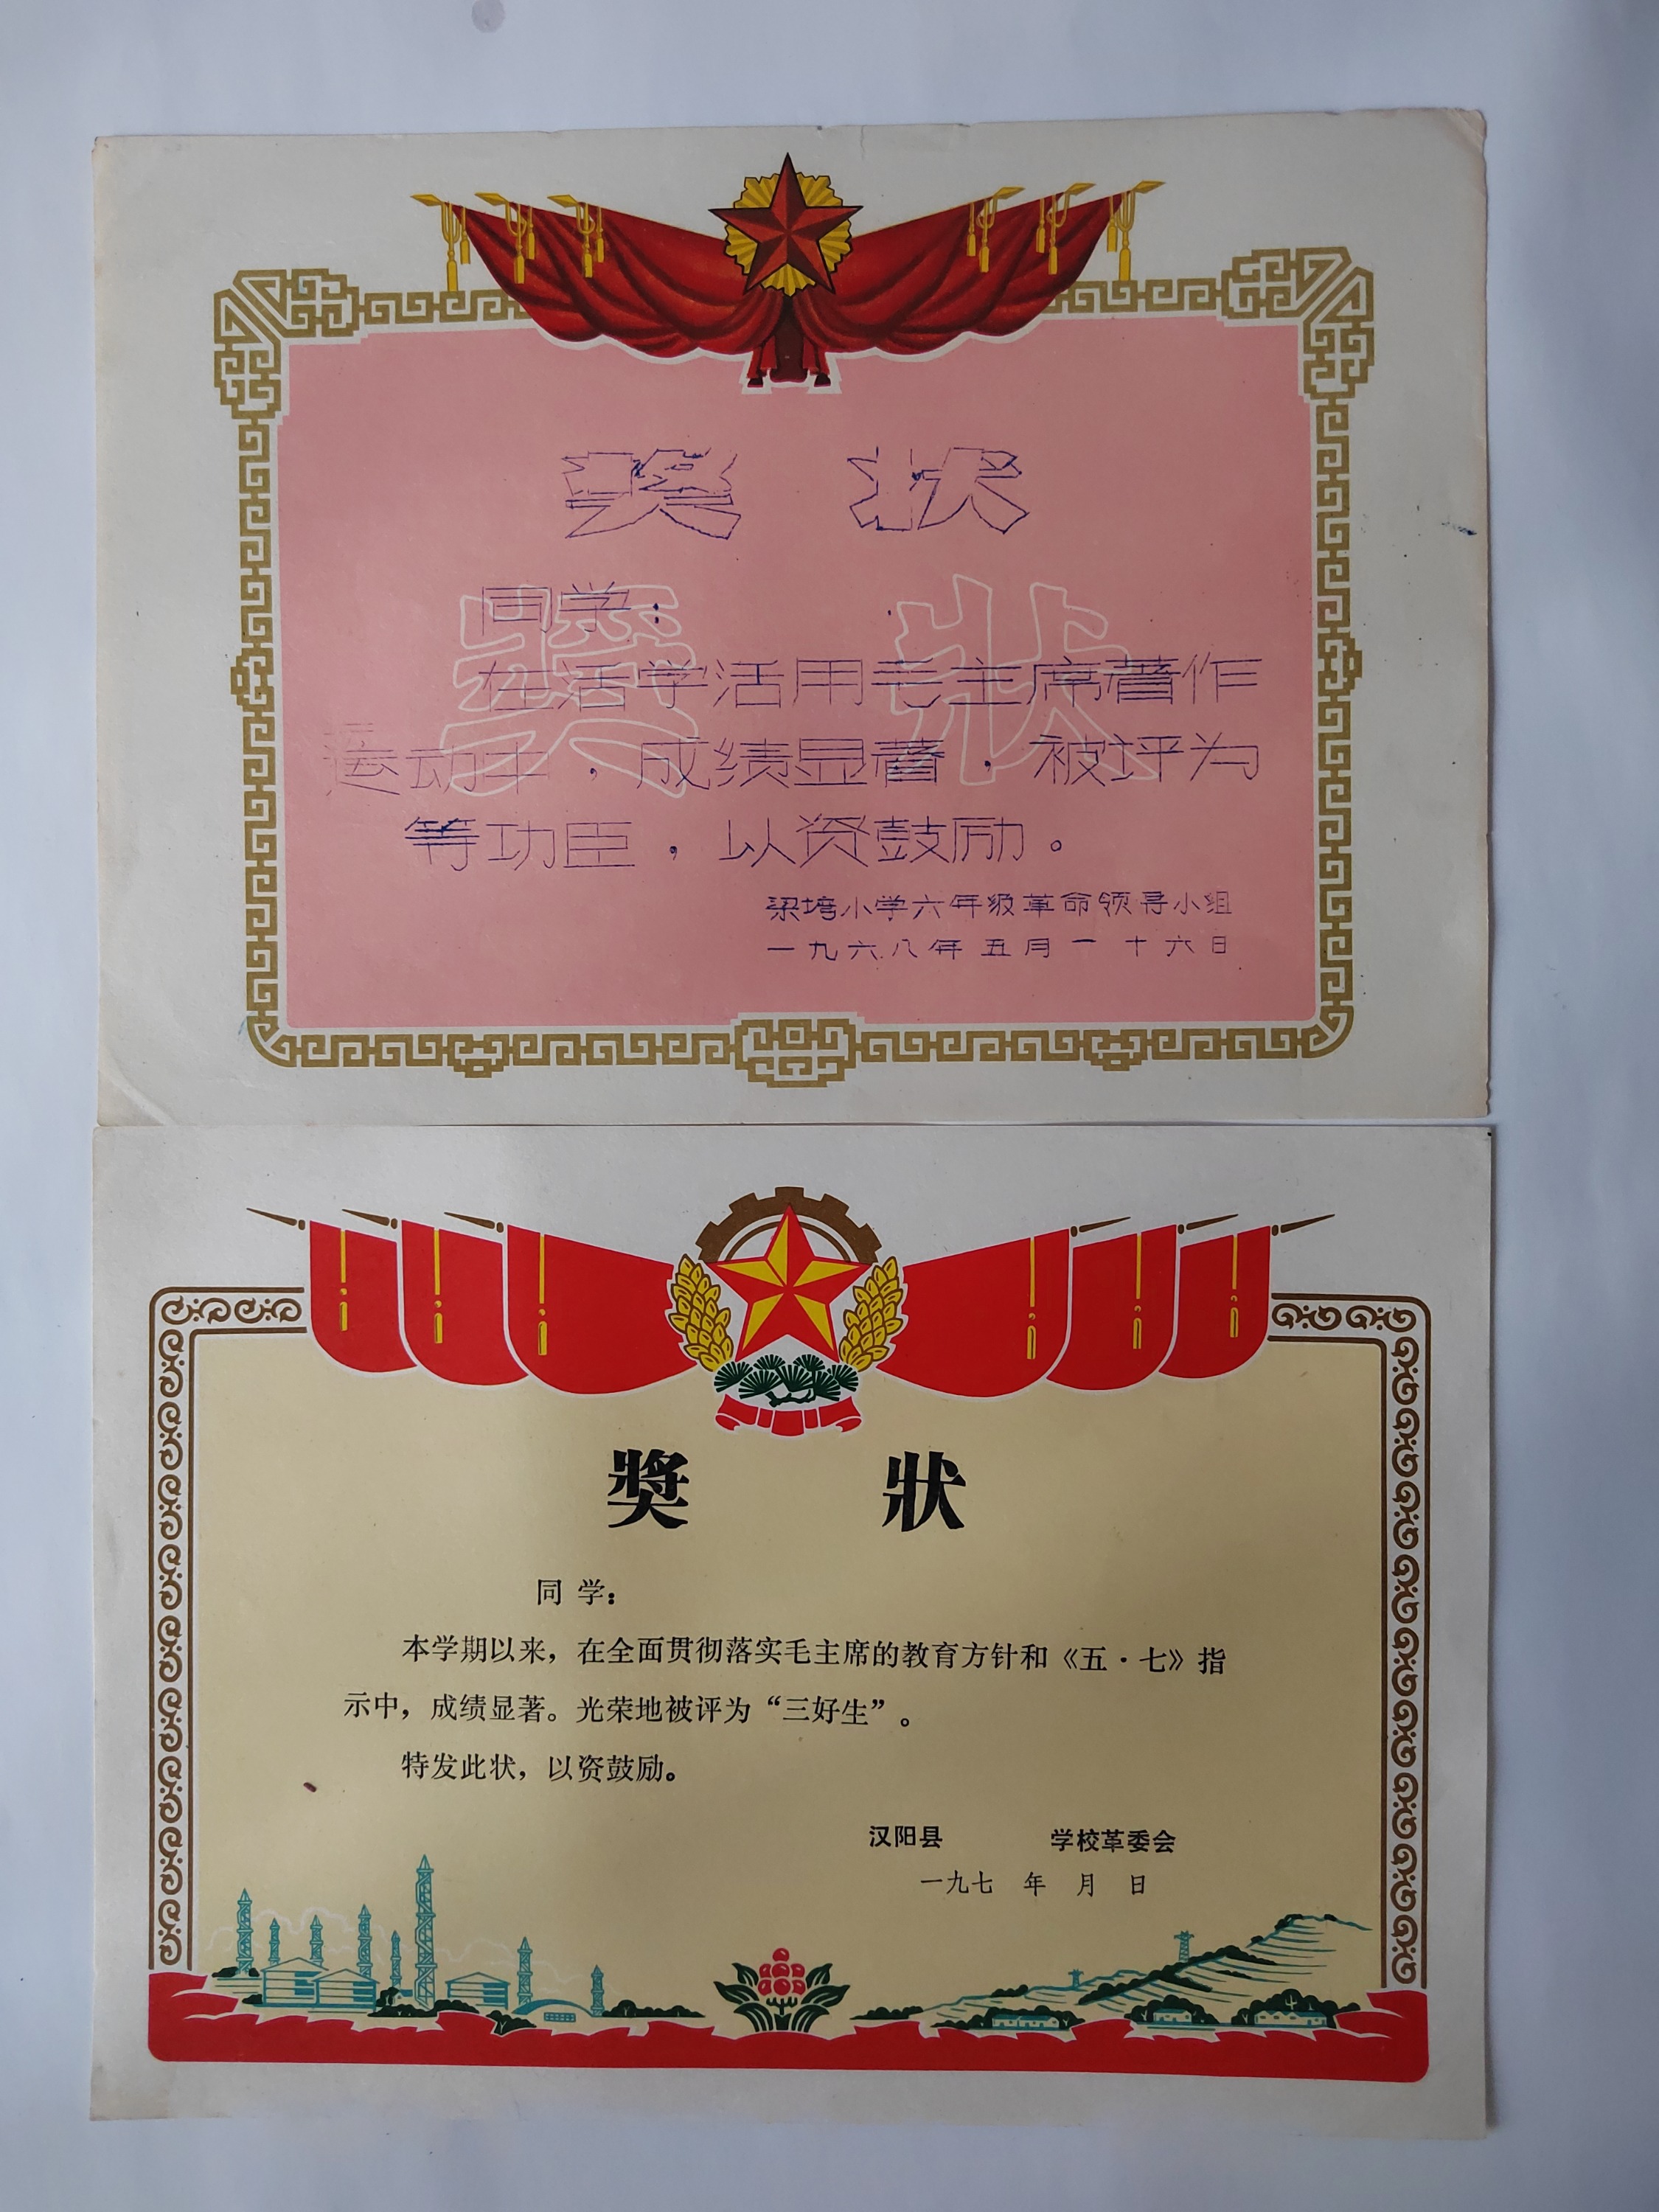 奖 状
奬 狀
同学：
在活学活用毛主席著作
运动中，成绩显著，被评为
等功臣，以资鼓励。
梁塆小学六年级革命领导小组
一九六八年五月一十六日
奬 狀
同 学：
本学期以来，在全面贯彻落实毛主席的教育方针和《五·七》指
示中，成绩显著。光荣地被评为“三好生”。
特发此状，以资鼓励。
汉阳县 学校革委会
一九七 年 月 日